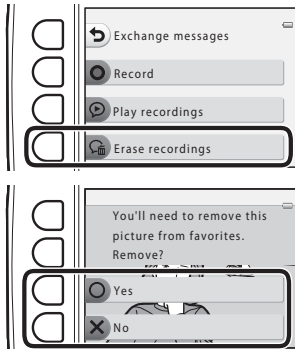 Exchange messages
Record
Play recordings
Erase recordings
You'll need to remove this
picture from favorites.
Remove?
Yes
No